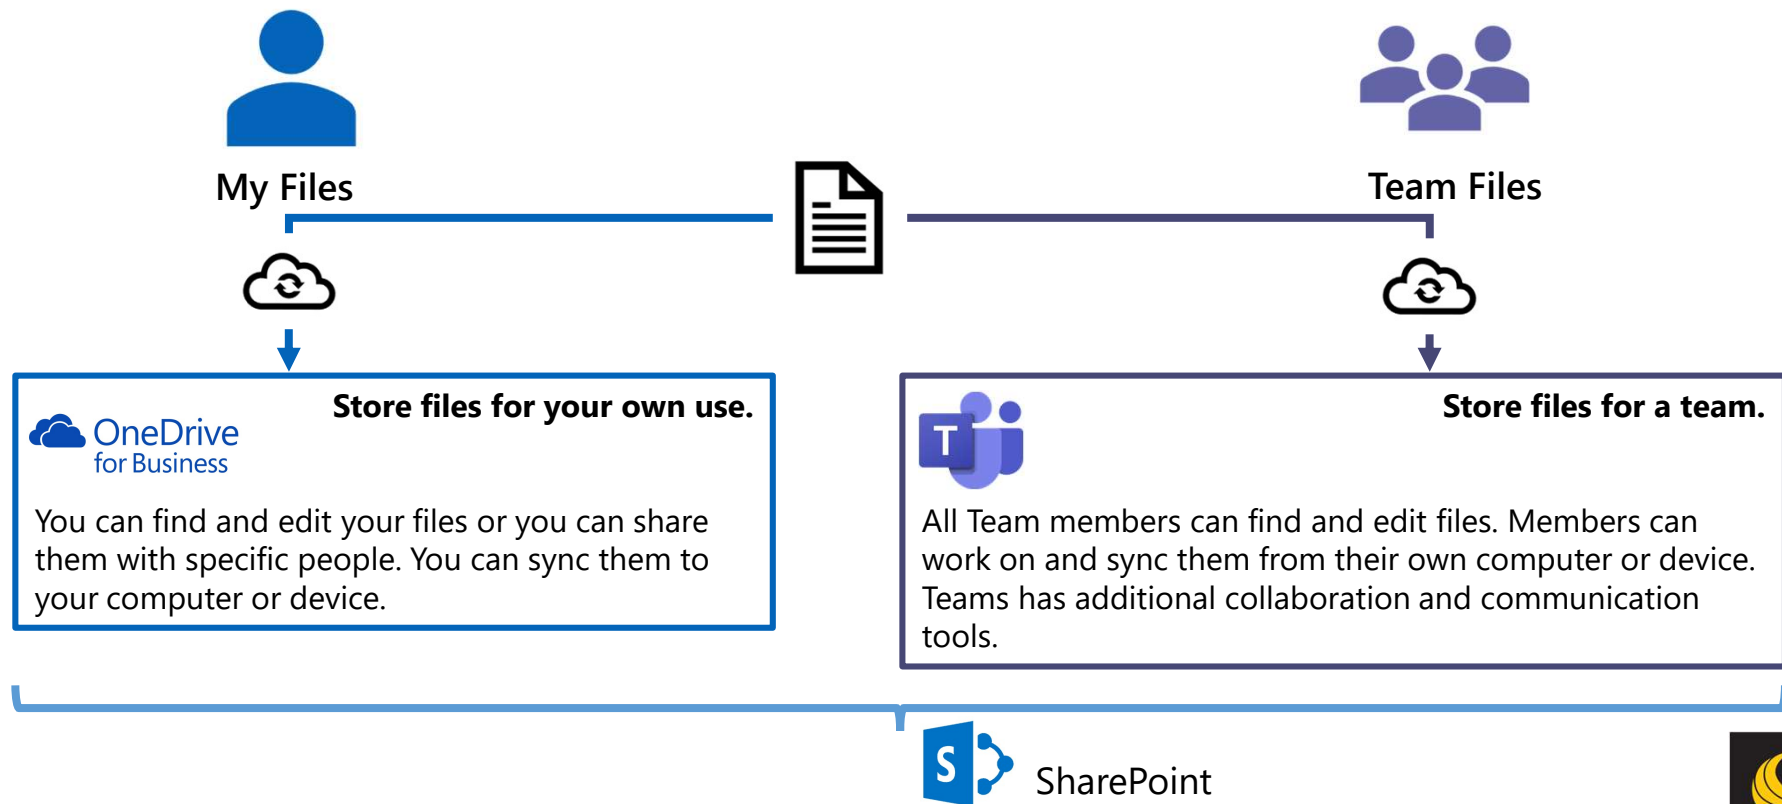 My Files
Team Files
Store files for your own use.
OneDrive
for Business
You can find and edit your files or you can share
them with specific people. You can sync them to
your computer or device.
Store files for a team.
T
All Team members can find and edit files. Members can
work on and sync them from their own computer or device.
Teams has additional collaboration and communication
tools.
S
SharePoint